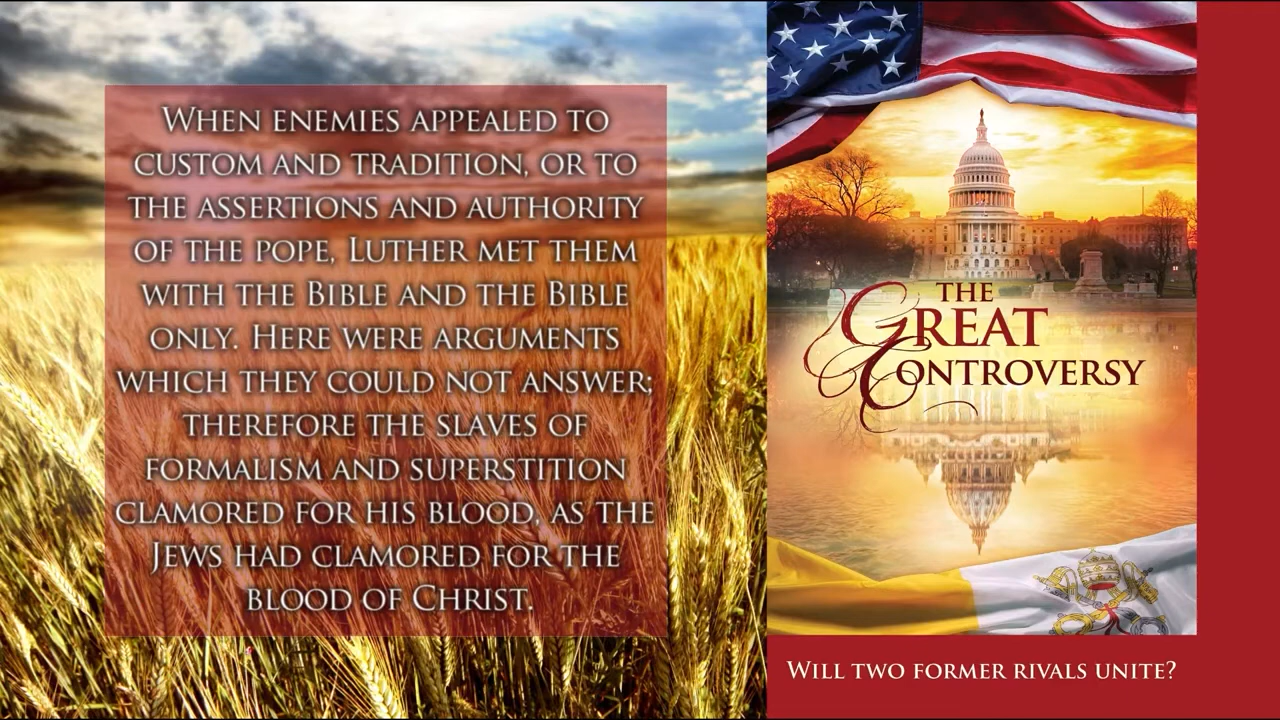 When enemies appealed to
custom and tradition, or to
the assertions and authority
of the pope, Luther met them
with the Bible and the Bible
only. Here were arguments
which they could not answer;
therefore the slaves of
formalism and superstition
clamored for his blood, as the
Jews had clamored for the
blood of Christ.
The
Great
Controversy
Will two former rivals unite?